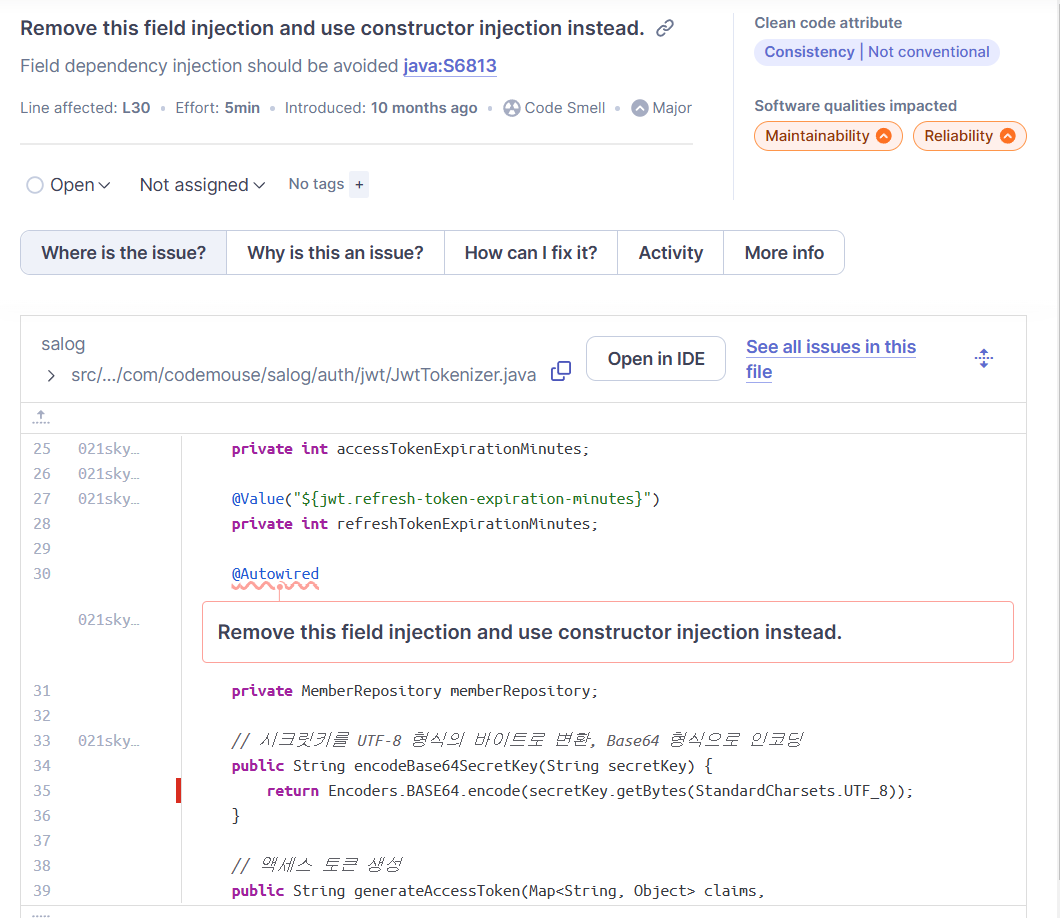 Remove this field injection and use constructor injection instead.
Field dependency injection should be avoided java:S6813
Line affected: L30 • Effort: 5min • Introduced: 10 months ago • Code Smell • Major
Clean code attribute
Consistency | Not conventional
Software qualities impacted
Maintainability
Reliability
Open
Not assigned
No tags +
Where is the issue?
Why is this an issue?
How can I fix it?
Activity
More info
salog
src/.../com/codemouse/salog/auth/jwt/JwtTokenizer.java
Open in IDE
See all issues in this
file
25 021sky… private int accessTokenExpirationMinutes;
26 021sky…
27 021sky… @Value("${jwt.refresh-token-expiration-minutes}")
28 private int refreshTokenExpirationMinutes;
29
30 @Autowired
021sky…
Remove this field injection and use constructor injection instead.
31 private MemberRepository memberRepository;
32
33 021sky… // 시크릿키를 UTF-8 형식의 바이트로 변환, Base64 형식으로 인코딩
34 public String encodeBase64SecretKey(String secretKey) {
35 return Encoders.BASE64.encode(secretKey.getBytes(StandardCharsets.UTF_8));
36 }
37
38 // 액세스 토큰 생성
39 public String generateAccessToken(Map<String, Object> claims,